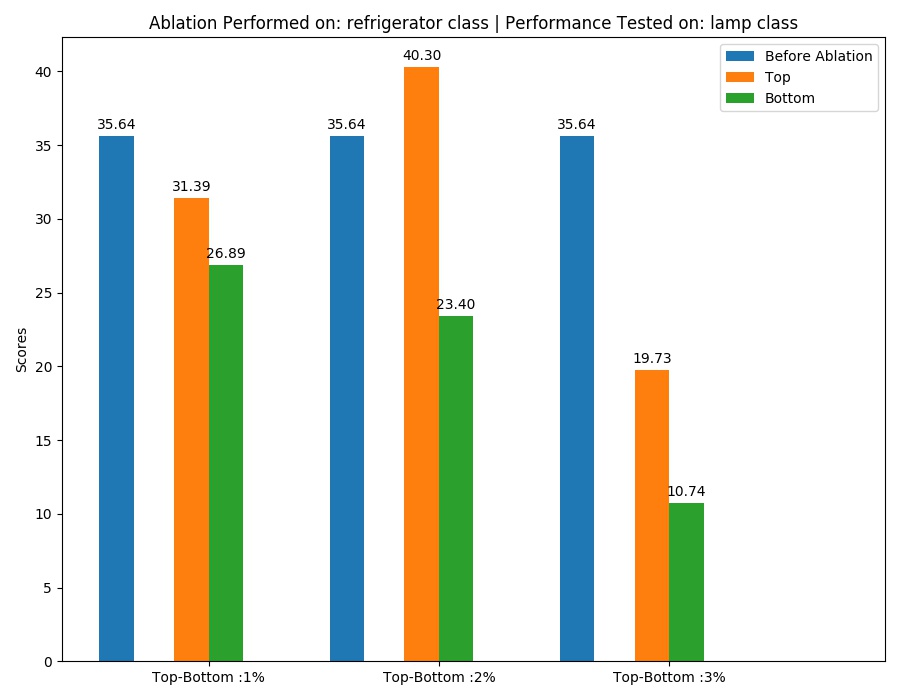 Ablation Performed on: refrigerator class | Performance Tested on: lamp class
Before Ablation
Top
Bottom
Scores
40
35
30
25
20
15
10
5
0
35.64
31.39
26.89
35.64
40.30
23.40
35.64
19.73
10.74
Top-Bottom :1%
Top-Bottom :2%
Top-Bottom :3%